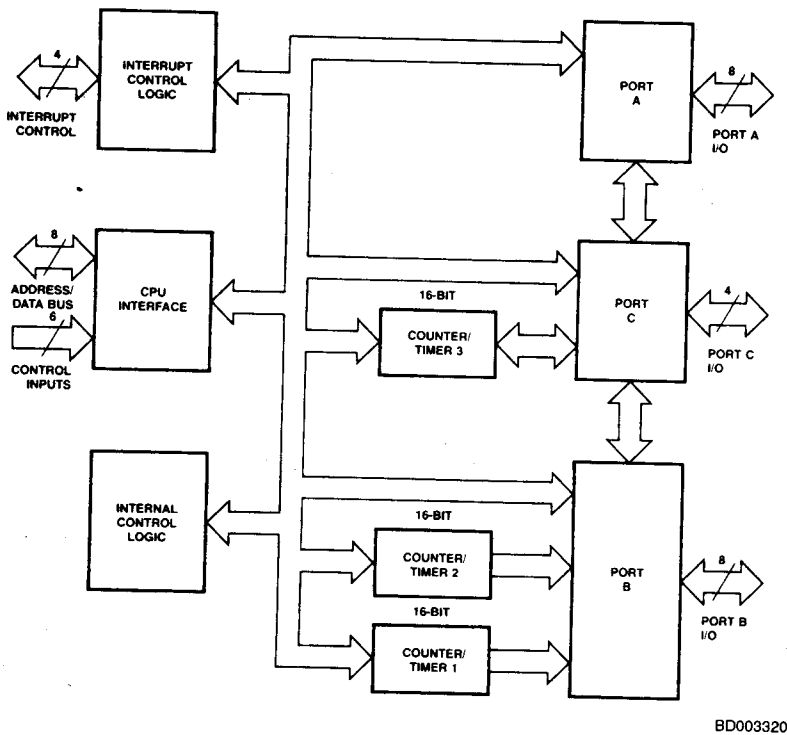 4
INTERRUPT
CONTROL
INTERRUPT
CONTROL
LOGIC
PORT
A
8
PORT A
I/O
8
ADDRESS/
DATA BUS
6
CONTROL
INPUTS
CPU
INTERFACE
16-BIT
COUNTER/
TIMER 3
PORT
C
4
PORT C
I/O
INTERNAL
CONTROL
LOGIC
16-BIT
COUNTER/
TIMER 2
16-BIT
COUNTER/
TIMER 1
PORT
B
8
PORT B
I/O
BD003320